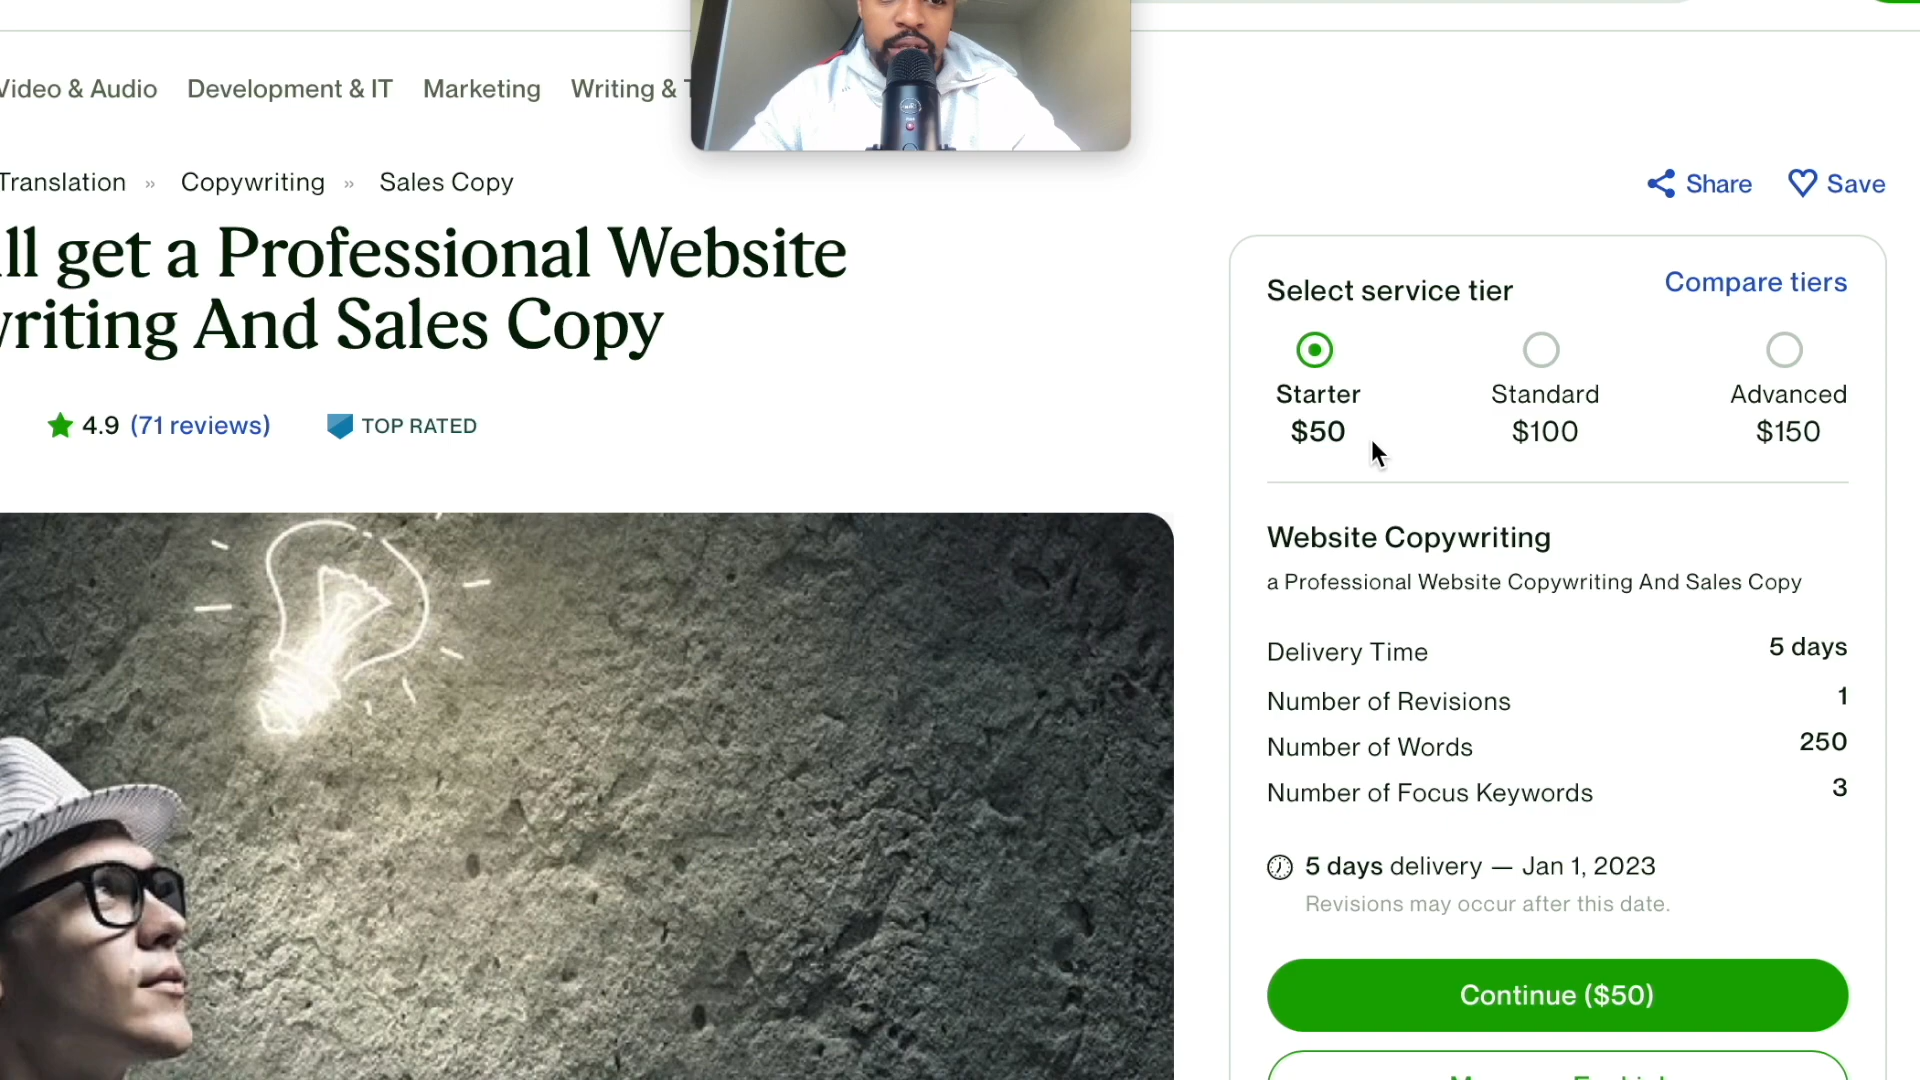 Video & Audio Development & IT Marketing Writing &
Translation » Copywriting » Sales Copy
Share Save
ll get a Professional Website
writing And Sales Copy
4.9 (71 reviews) TOP RATED
Select service tier Compare tiers
Starter Standard Advanced
$50 $100 $150
Website Copywriting
a Professional Website Copywriting And Sales Copy
Delivery Time 5 days
Number of Revisions 1
Number of Words 250
Number of Focus Keywords 3
5 days delivery — Jan 1, 2023
Revisions may occur after this date.
Continue ($50)